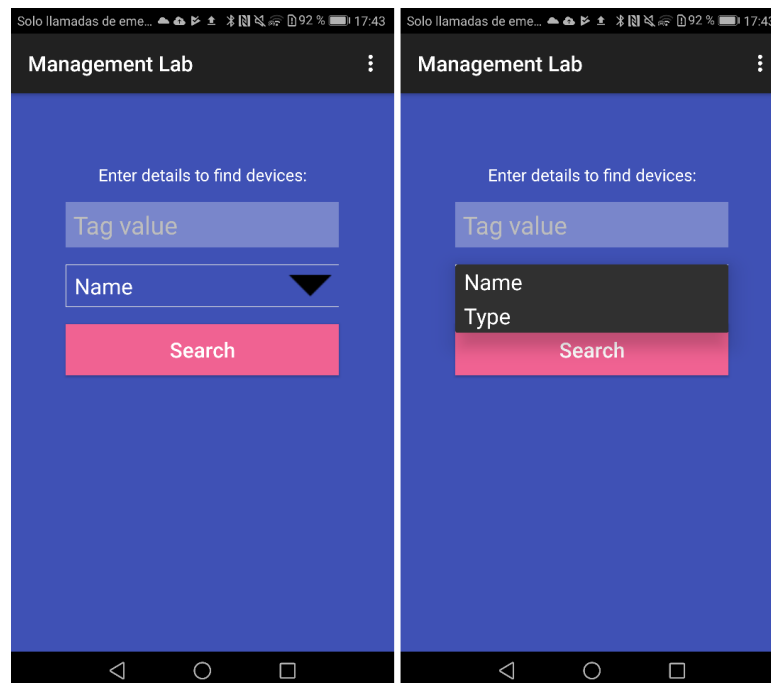 Solo llamadas de eme... 92 % 17:43
Management Lab
Enter details to find devices:
Tag value
Name
Search
Solo llamadas de eme... 92 % 17:43
Management Lab
Enter details to find devices:
Tag value
Name
Type
Search